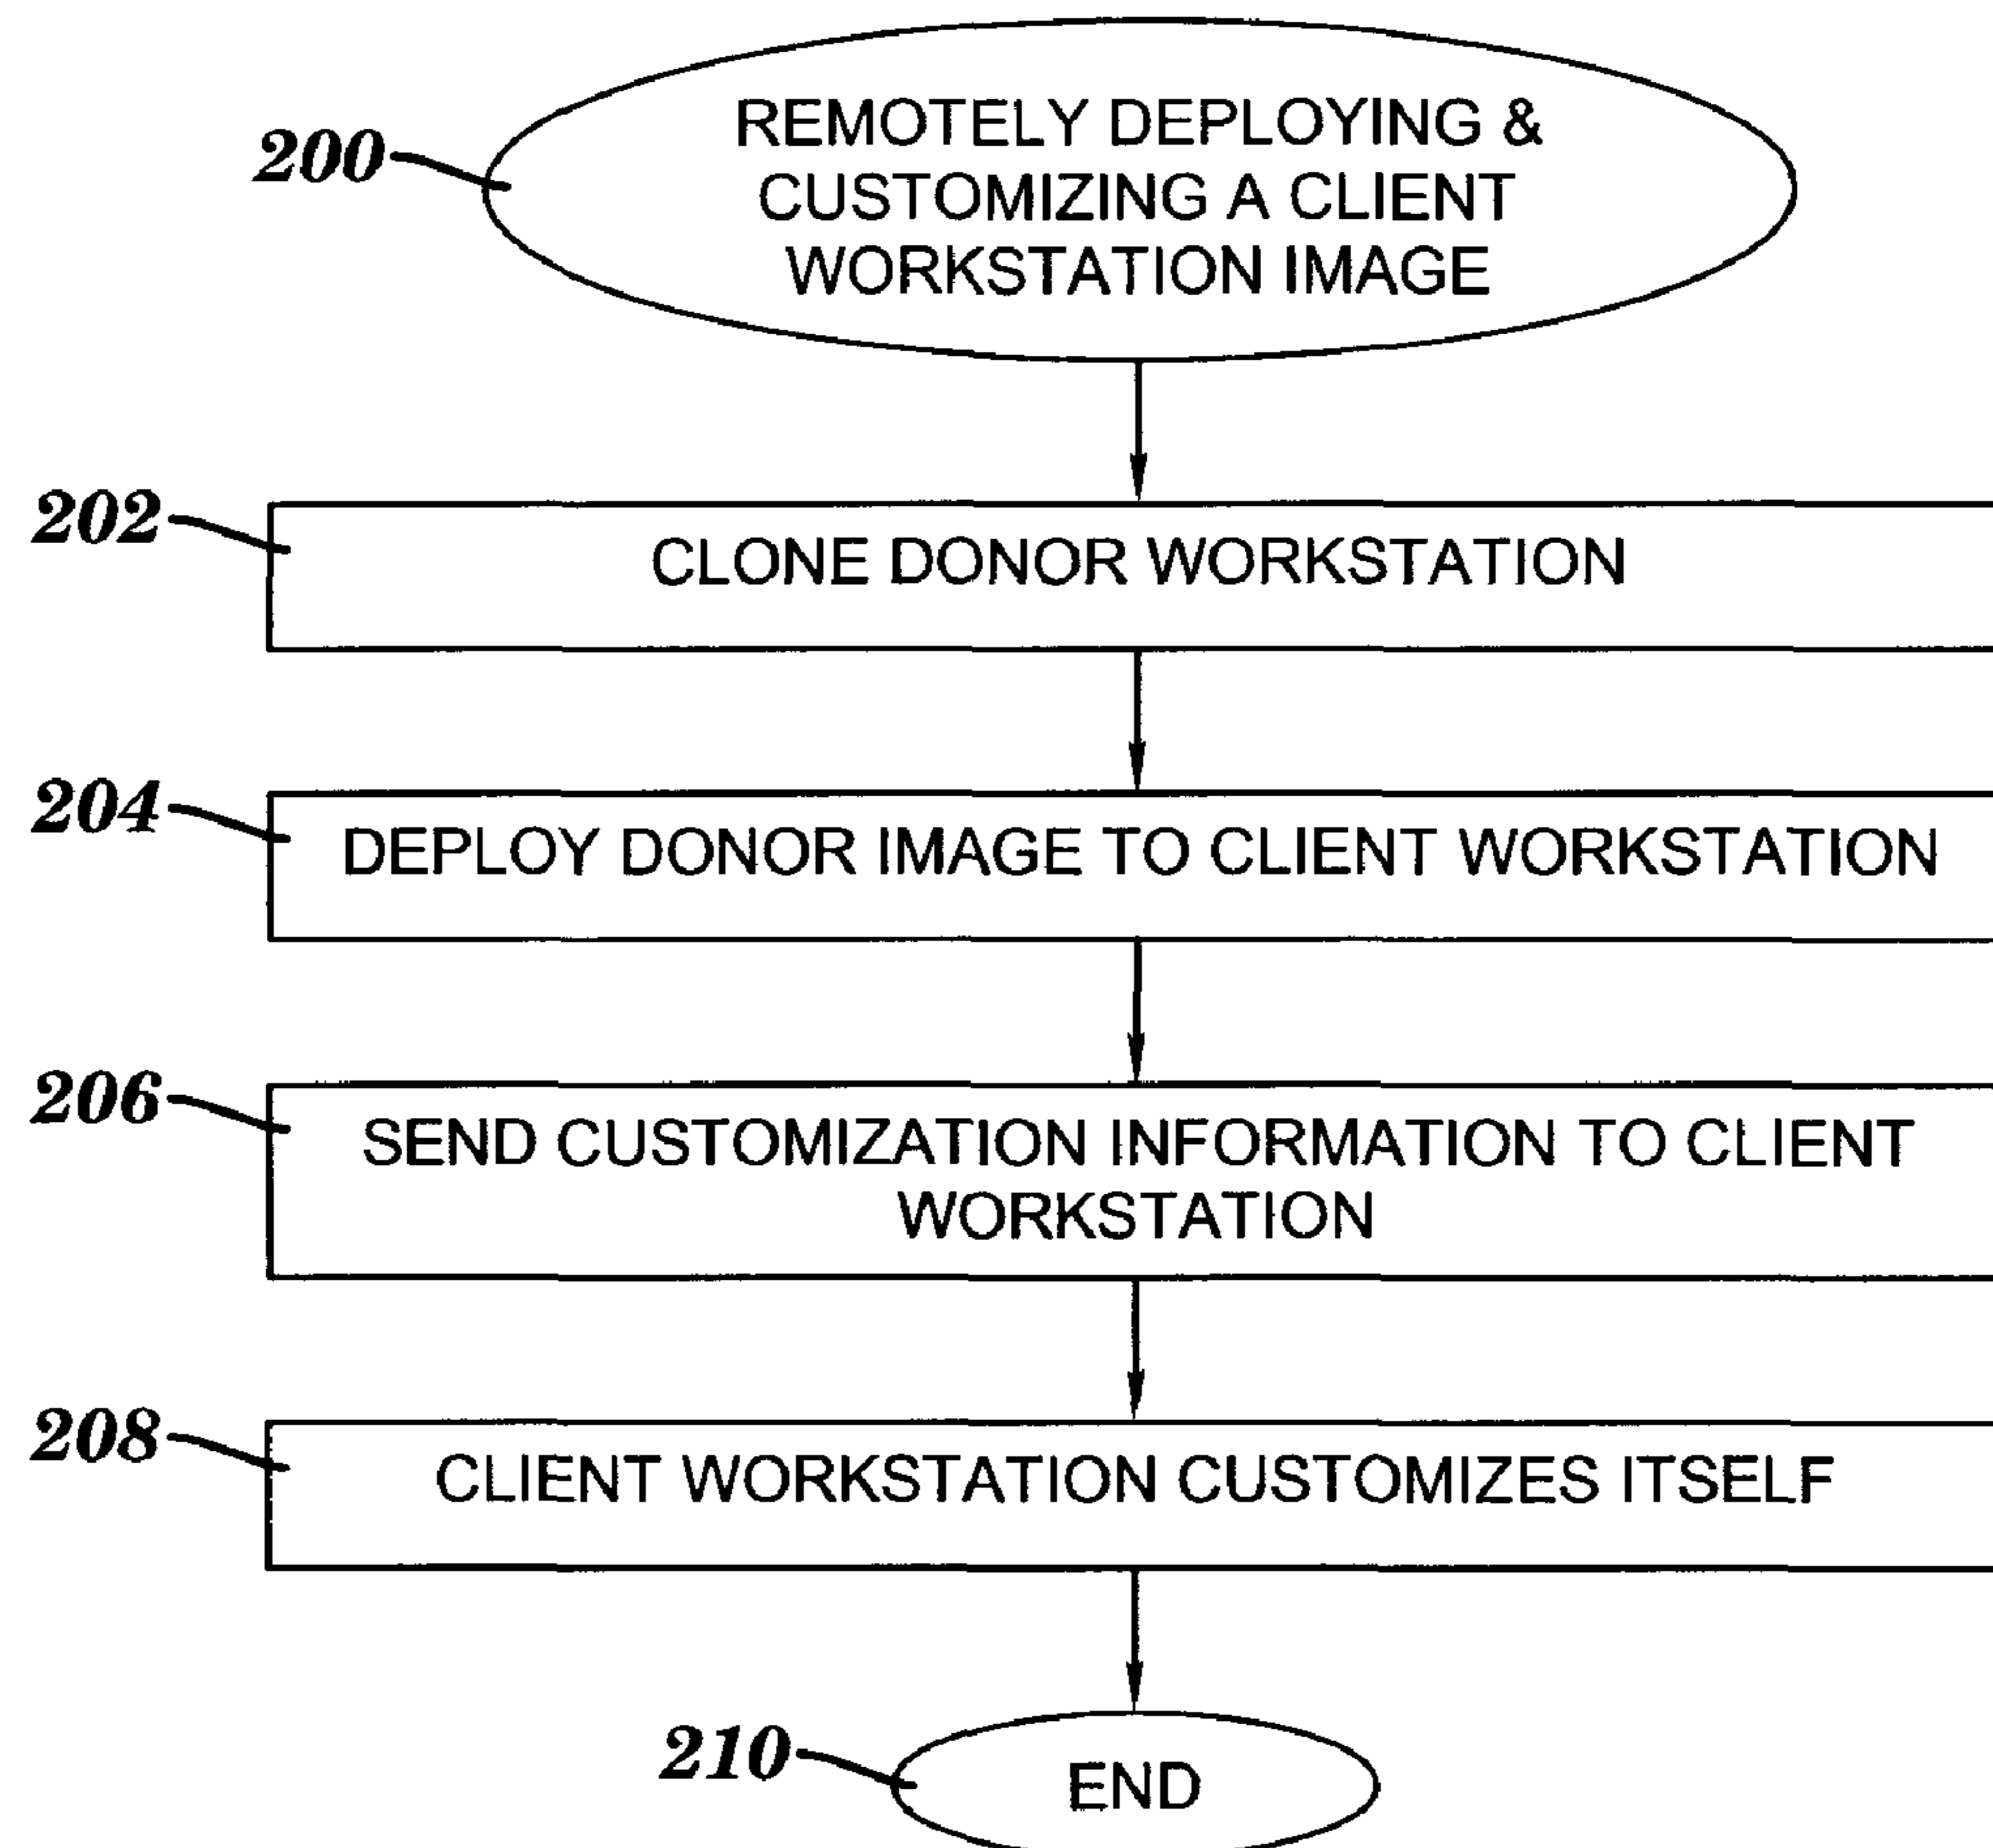 200
REMOTELY DEPLOYING &
CUSTOMIZING A CLIENT
WORKSTATION IMAGE
202
CLONE DONOR WORKSTATION
204
DEPLOY DONOR IMAGE TO CLIENT WORKSTATION
206
SEND CUSTOMIZATION INFORMATION TO CLIENT
WORKSTATION
208
CLIENT WORKSTATION CUSTOMIZES ITSELF
210
END